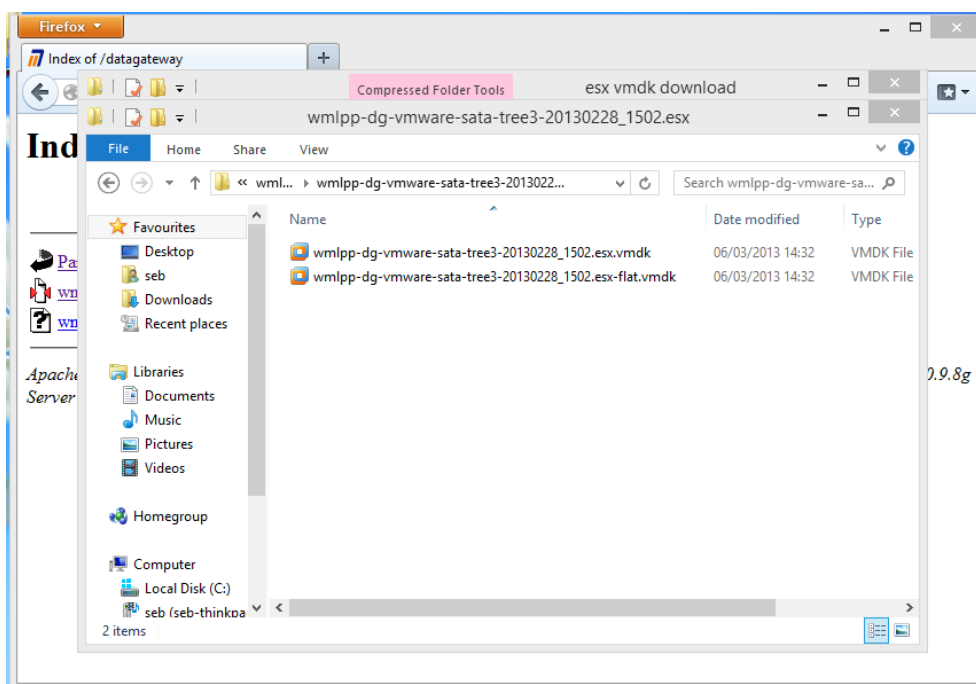 Firefox
Index of /datagateway
Compressed Folder Tools esx vmdk download
wmlpp-dg-vmware-sata-tree3-20130228_1502.esx
Ind
File Home Share View
« wml... wmlpp-dg-vmware-sata-tree3-2013022... Search wmlpp-dg-vmware-sa...
Name Date modified Type
Favourites
Desktop wmlpp-dg-vmware-sata-tree3-20130228_1502.esx.vmdk 06/03/2013 14:32 VMDK File
seb wmlpp-dg-vmware-sata-tree3-20130228_1502.esx-flat.vmdk 06/03/2013 14:32 VMDK File
Downloads
Recent places
Pa
wm
wm
Libraries
Apache 0.9.8g
Documents
Server
Music
Pictures
Videos
Homegroup
Computer
Local Disk (C:)
seb (seb-thinkpa
2 items